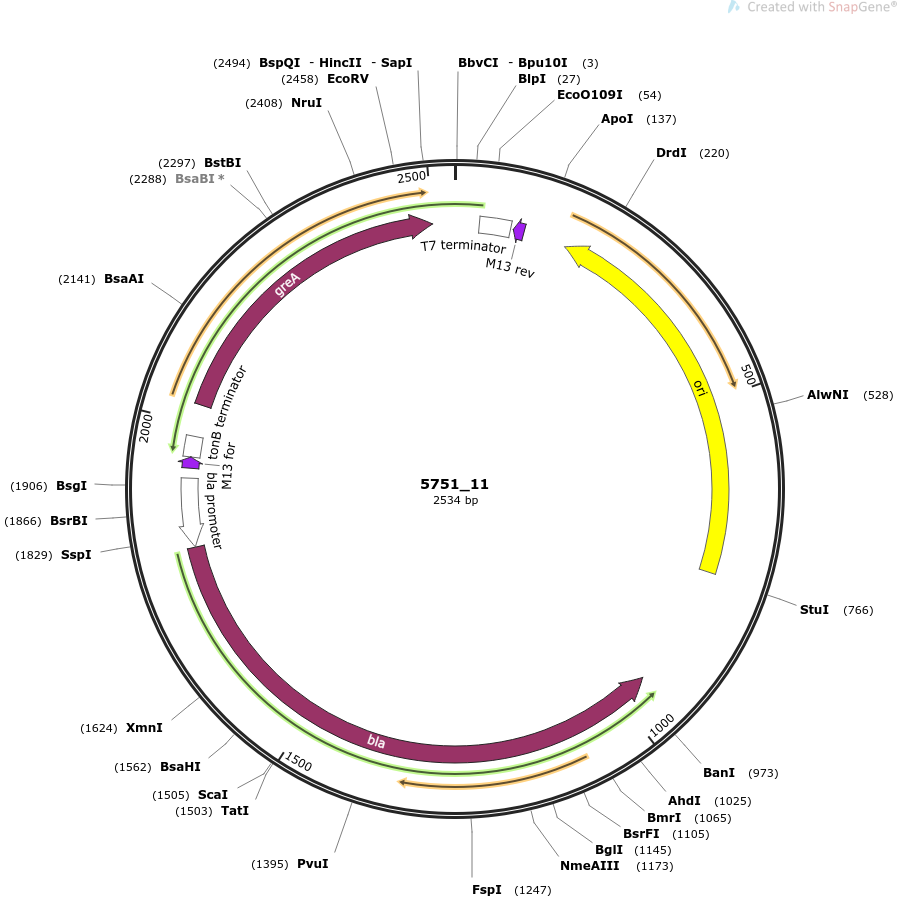 Created with SnapGene®
(2494) BspQI - HincII - SapI
(2458) EcoRV
(2408) NruI
(2297) BstBI
(2288) BsaBI *
(2141) BsaAI
(1906) BsgI
(1866) BsrBI
(1829) SspI
(1624) XmnI
(1562) BsaHI
(1505) ScaI
(1503) TatI
(1395) PvuI
BbvCI - Bpu10I (3)
BlpI (27)
EcoO109I (54)
ApoI (137)
DrdI (220)
AlwNI (528)
StuI (766)
BanI (973)
AhdI (1025)
BmrI (1065)
BsrFI (1105)
BglI (1145)
NmeAIII (1173)
FspI (1247)
2500
500
1000
1500
2000
T7 terminator
M13 rev
greA
ori
tonB terminator
M13 for
bla promoter
bla
5751_11
2534 bp